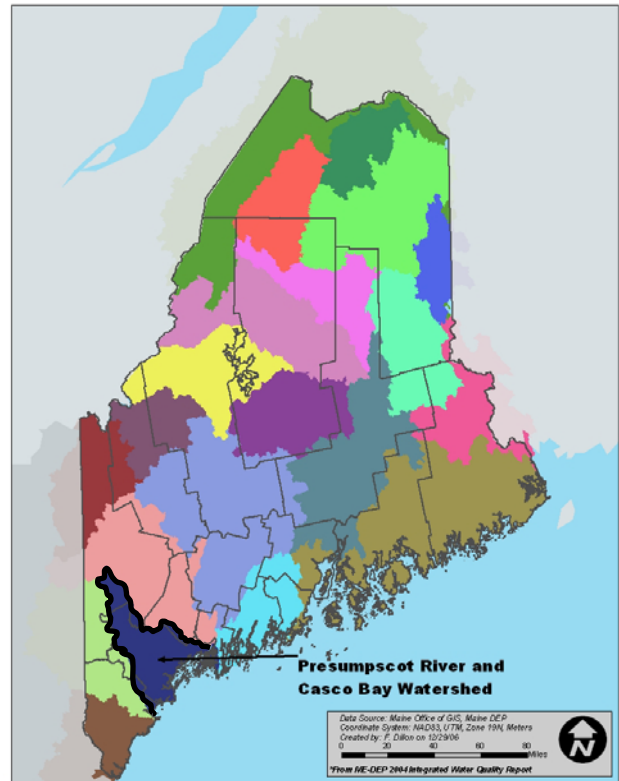 Presumpscot River and
Casco Bay Watershed
Data Source: Maine Office of GIS, Maine DEP
Coordinate System: NAD83, UTM, Zone 19N, Meters
Created by: F. Dillon on 12/29/06
0 20 40 60 80
Miles
*From ME-DEP 2004 Integrated Water Quality Report
N